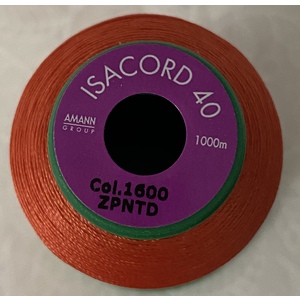 ISACORD 40
AMANN
GROUP
1000m
Col.1600
ZPNTD